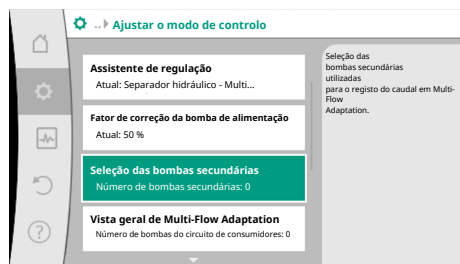 .. Ajustar o modo de controlo
Assistente de regulação
Atual: Separador hidráulico - Multi...
Fator de correção da bomba de alimentação
Atual: 50 %
Seleção das bombas secundárias
Número de bombas secundárias: 0
Vista geral de Multi-Flow Adaptation
Número de bombas do circuito de consumidores: 0
Seleção das
bombas secundárias
utilizadas
para o registo do caudal em Multi-
Flow
Adaptation.
?